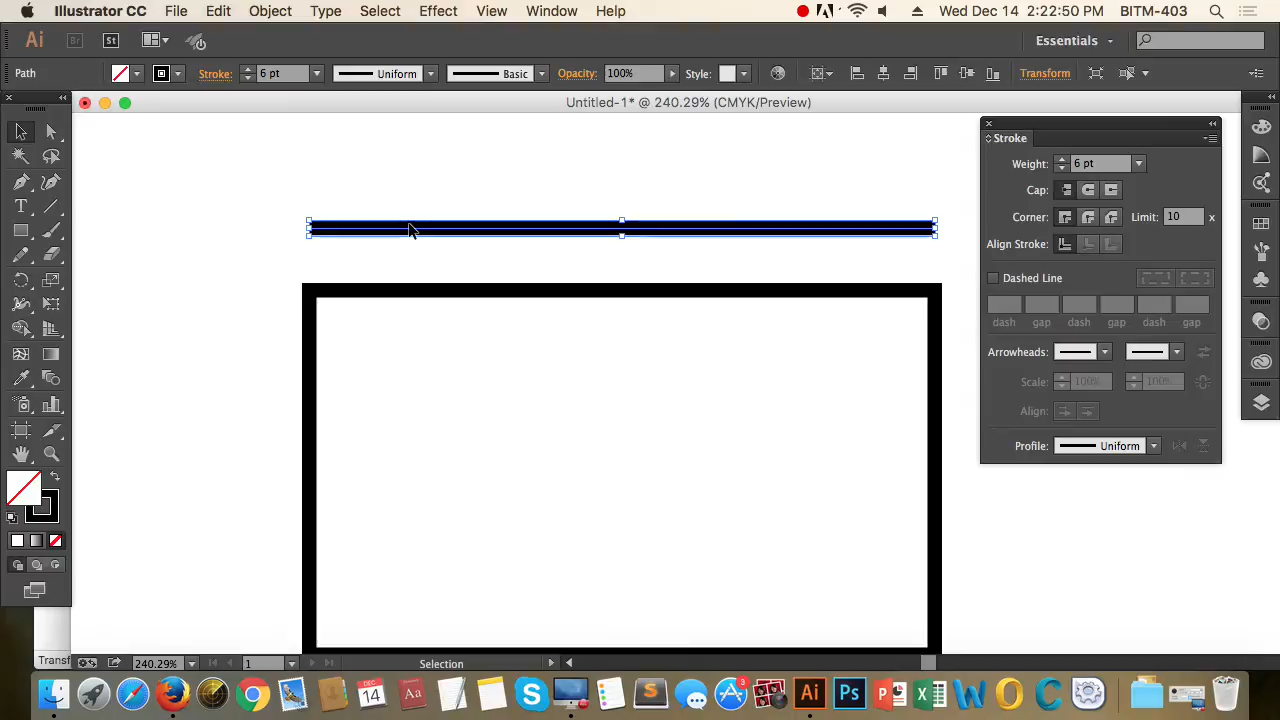 Illustrator CC File Edit Object Type Select Effect View Window Help Wed Dec 14 2:22:50 PM BITM-403
Ai Br St Essentials
Path Stroke: 6 pt Uniform Basic Opacity: 100% Style: Transform
Untitled-1* @ 240.29% (CMYK/Preview)
Stroke
Weight: 6 pt
Cap:
Corner: Limit: 10 x
Align Stroke:
Dashed Line
dash gap dash gap dash gap
Arrowheads:
Scale: 100% 100%
Align:
Profile: Uniform
Transf 240.29% 1 Selection
14 Aa 3 Ai Ps